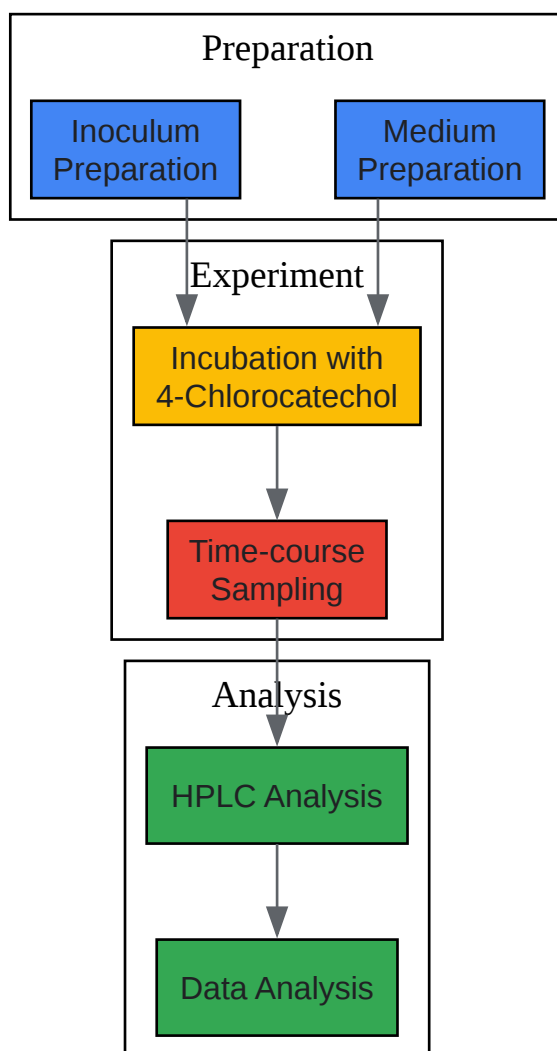 Preparation
Inoculum
Preparation
Medium
Preparation
Experiment
Incubation with
4-Chlorocatechol
Time-course
Sampling
Analysis
HPLC Analysis
Data Analysis